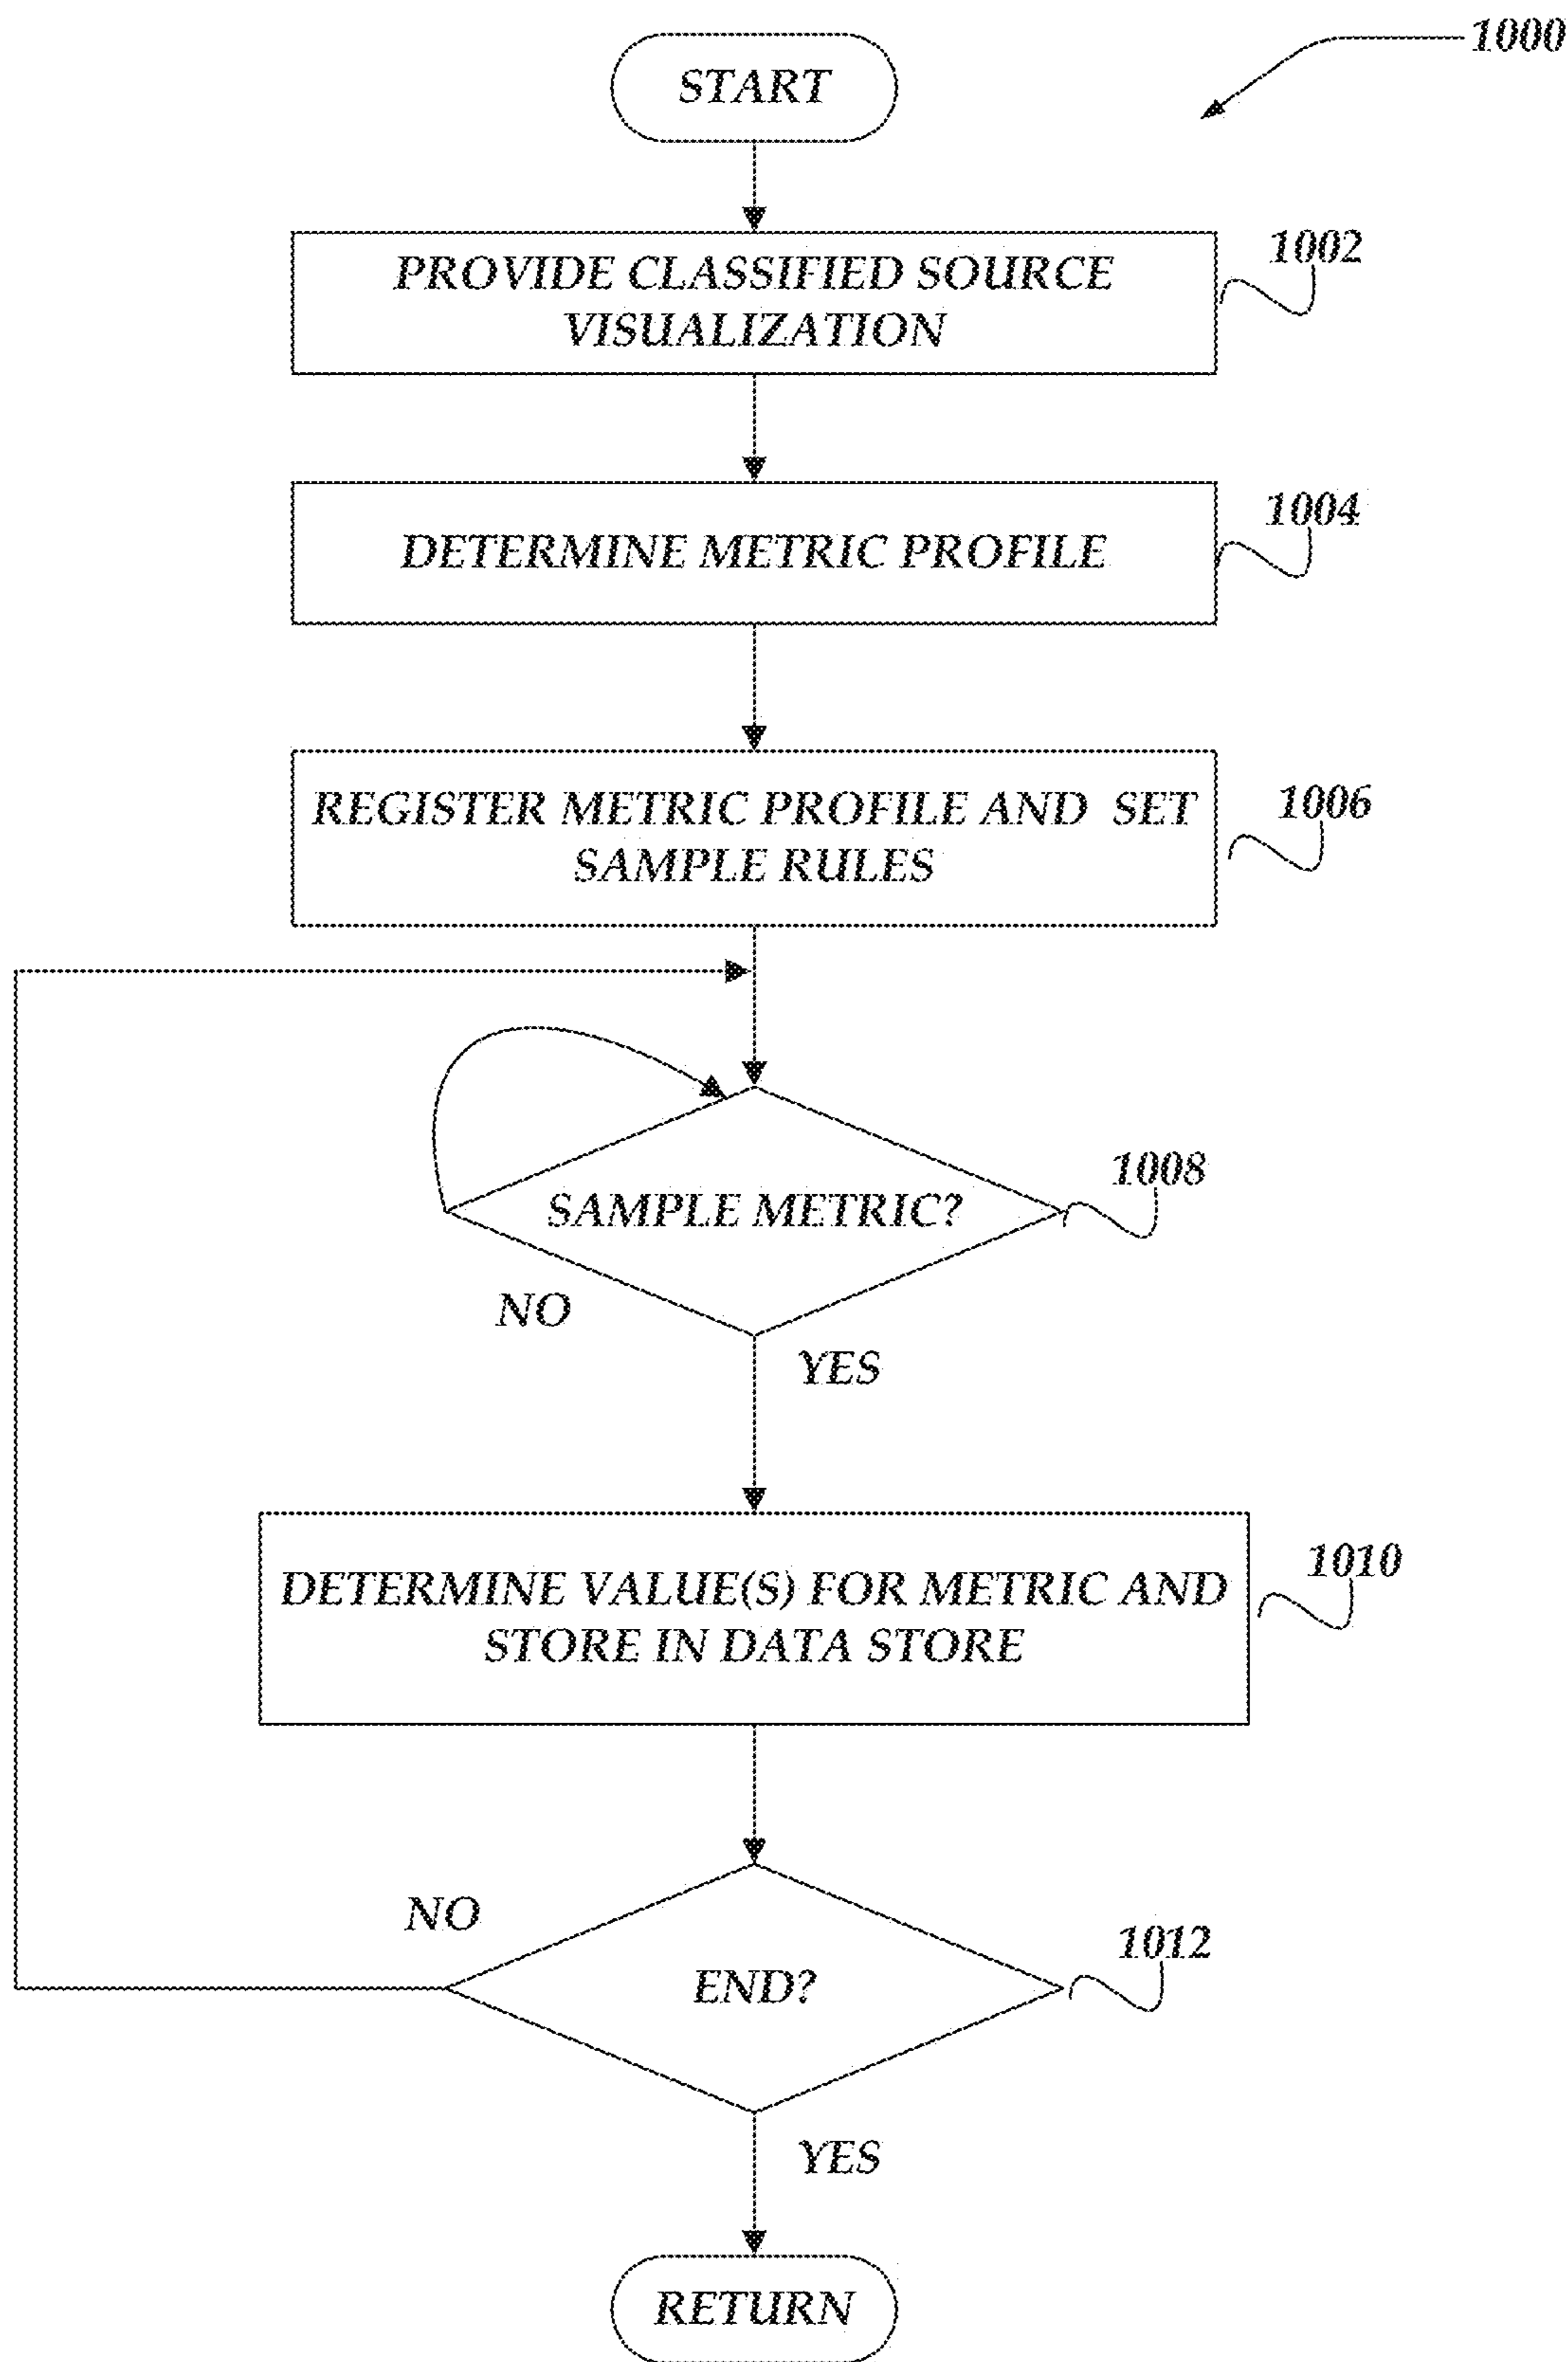 1000
START
PROVIDE CLASSIFIED SOURCE
VISUALIZATION
1002
DETERMINE METRIC PROFILE
1004
REGISTER METRIC PROFILE AND SET
SAMPLE RULES
1006
SAMPLE METRIC?
1008
NO
YES
DETERMINE VALUE(S) FOR METRIC AND
STORE IN DATA STORE
1010
NO
END?
1012
YES
RETURN